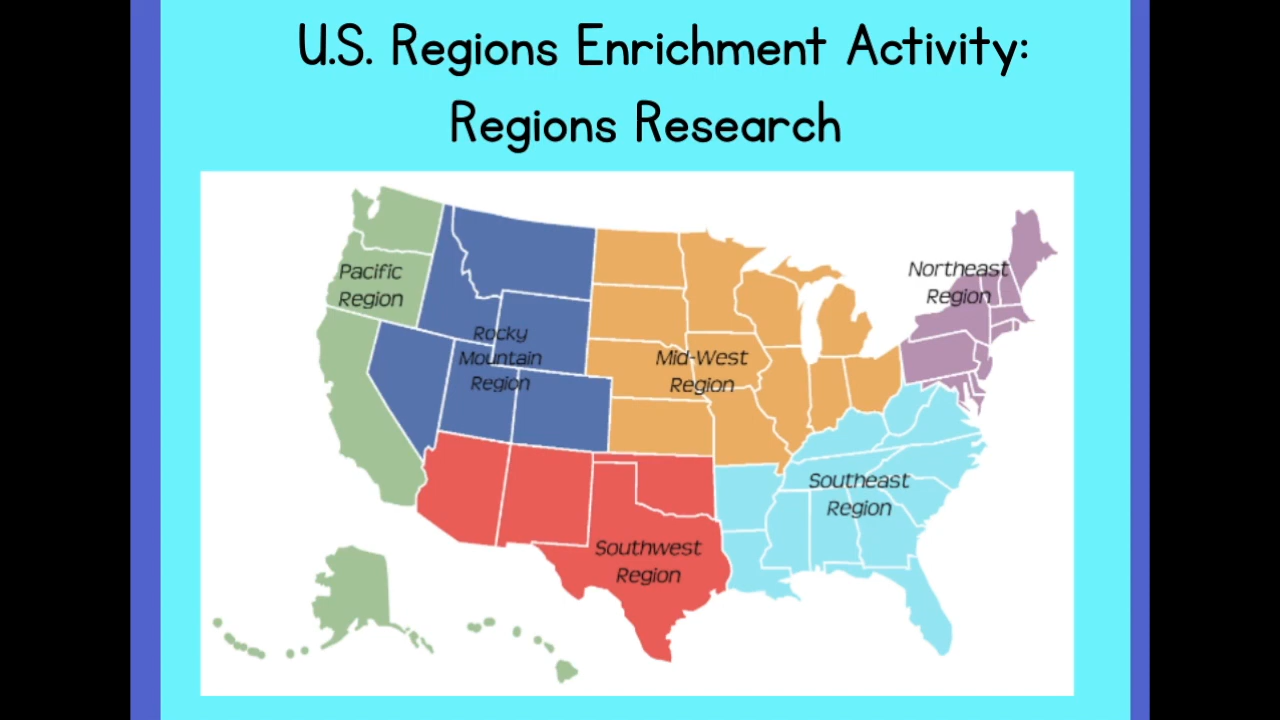 U.S. Regions Enrichment Activity:
Regions Research
Pacific
Region
Rocky
Mountain
Region
Mid-West
Region
Northeast
Region
Southeast
Region
Southwest
Region